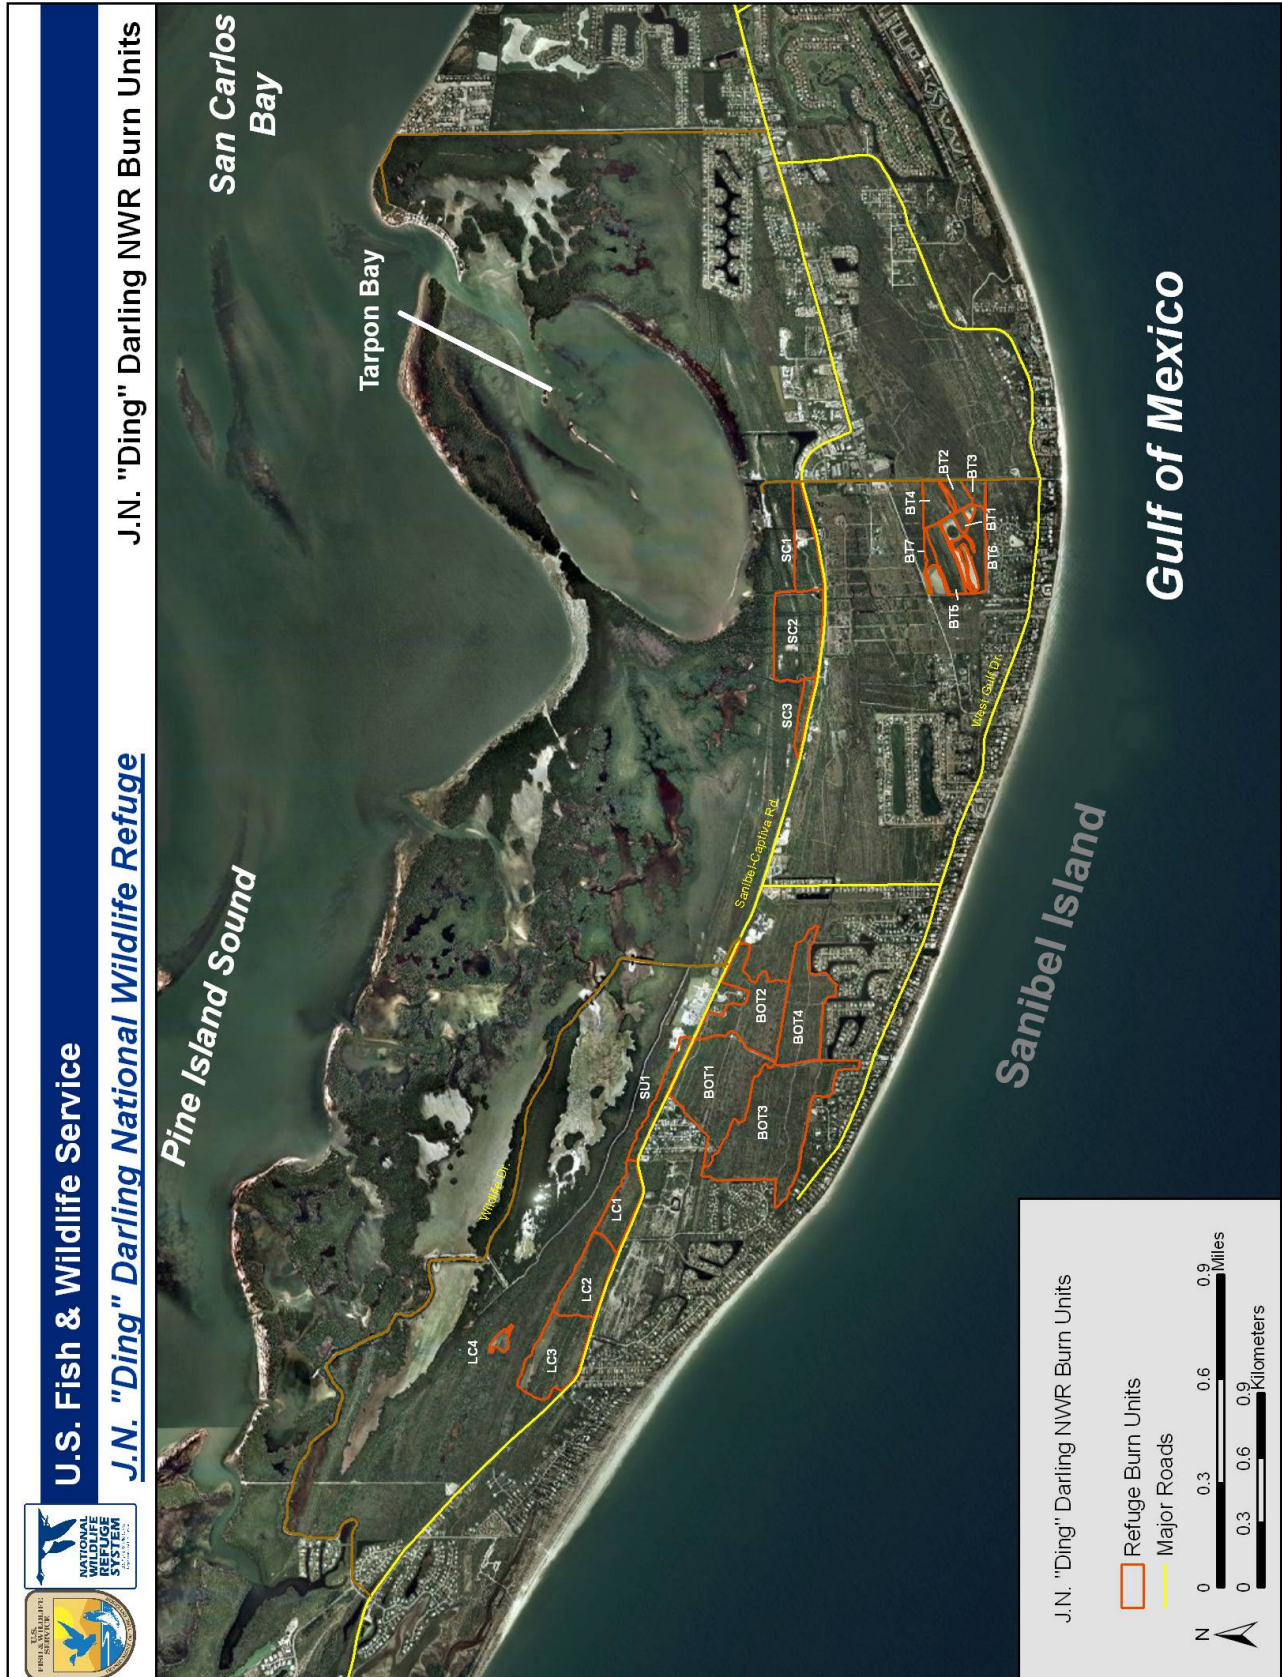 U.S. Fish & Wildlife Service
J.N. "Ding" Darling National Wildlife Refuge
J.N. "Ding" Darling NWR Burn Units
U.S.
FISH & WILDLIFE
SERVICE
NATIONAL
WILDLIFE
REFUGE
SYSTEM
Pine Island Sound
San Carlos
Bay
Tarpon Bay
Wildlife Dr.
LC4
LC3
LC2
LC1
SU1
Sanibel-Captiva Rd.
SC3
SC2
SC1
BOT1
BOT2
BOT3
BOT4
BT7
BT4
BT2
BT3
BT5
BT6
BT1
West Gulf Dr.
Sanibel Island
Gulf of Mexico
J.N. "Ding" Darling NWR Burn Units
Refuge Burn Units
Major Roads
N
0 0.3 0.6 0.9
Miles
0 0.3 0.6 0.9
Kilometers